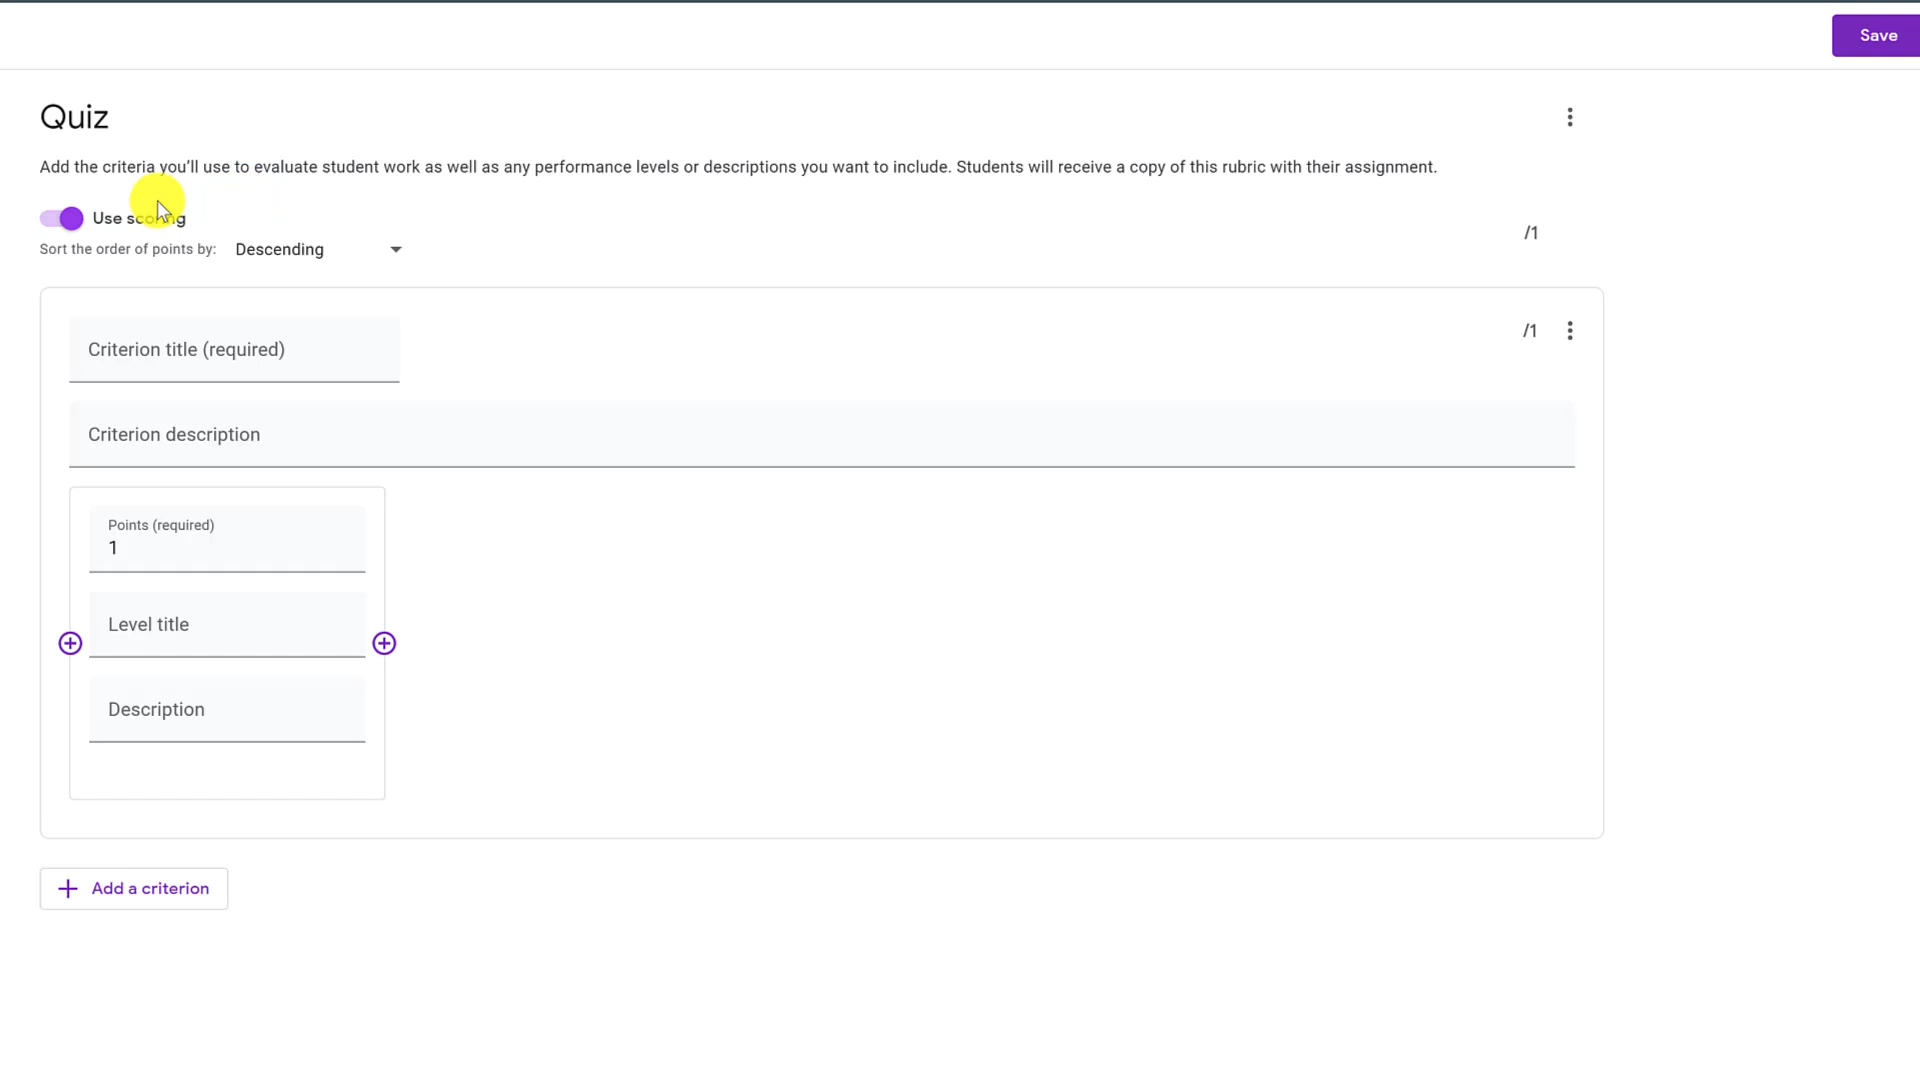 Save
Quiz
Add the criteria you’ll use to evaluate student work as well as any performance levels or descriptions you want to include. Students will receive a copy of this rubric with their assignment.
Use scoring
/1
Sort the order of points by: Descending
Criterion title (required)
/1
Criterion description
Points (required)
1
Level title
Description
Add a criterion